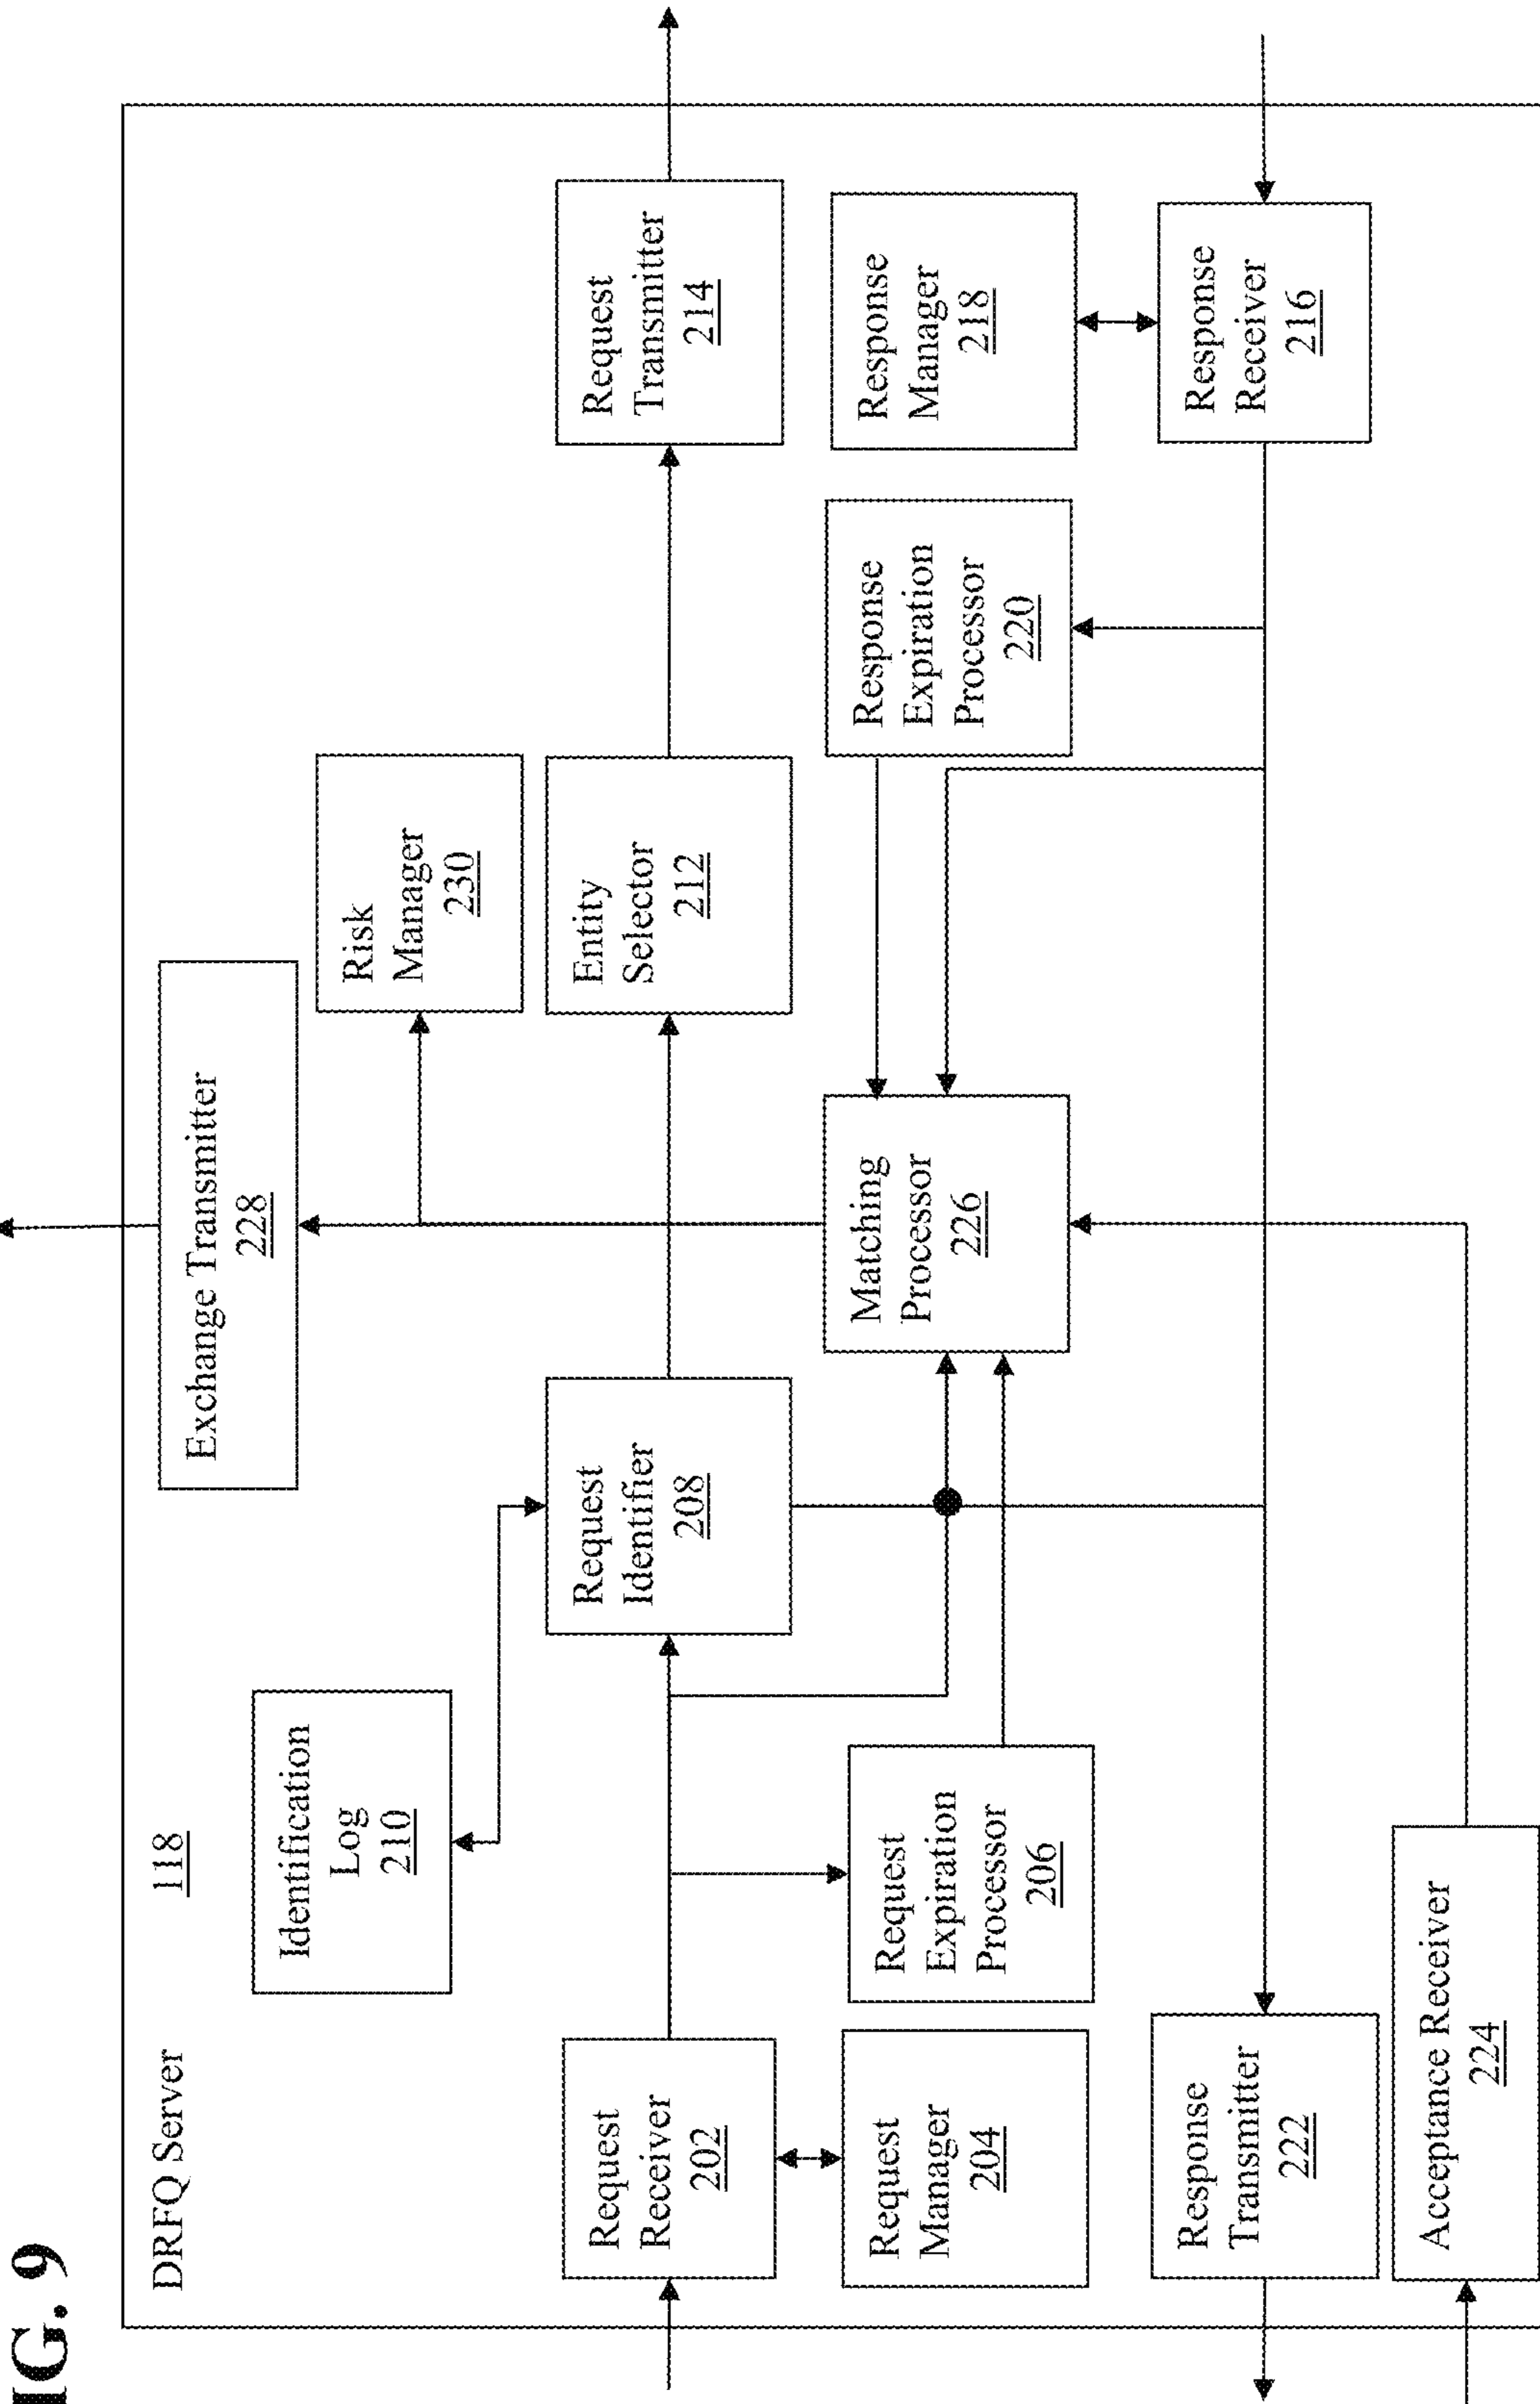 IG. 9
DRFQ Server
118
Identification
Log
210
Exchange Transmitter
228
Risk
Manager
230
Request
Receiver
202
Request
Identifier
208
Entity
Selector
212
Request
Transmitter
214
Request
Manager
204
Request
Expiration
Processor
206
Matching
Processor
226
Response
Expiration
Processor
220
Response
Manager
218
Response
Transmitter
222
Response
Receiver
216
Acceptance Receiver
224